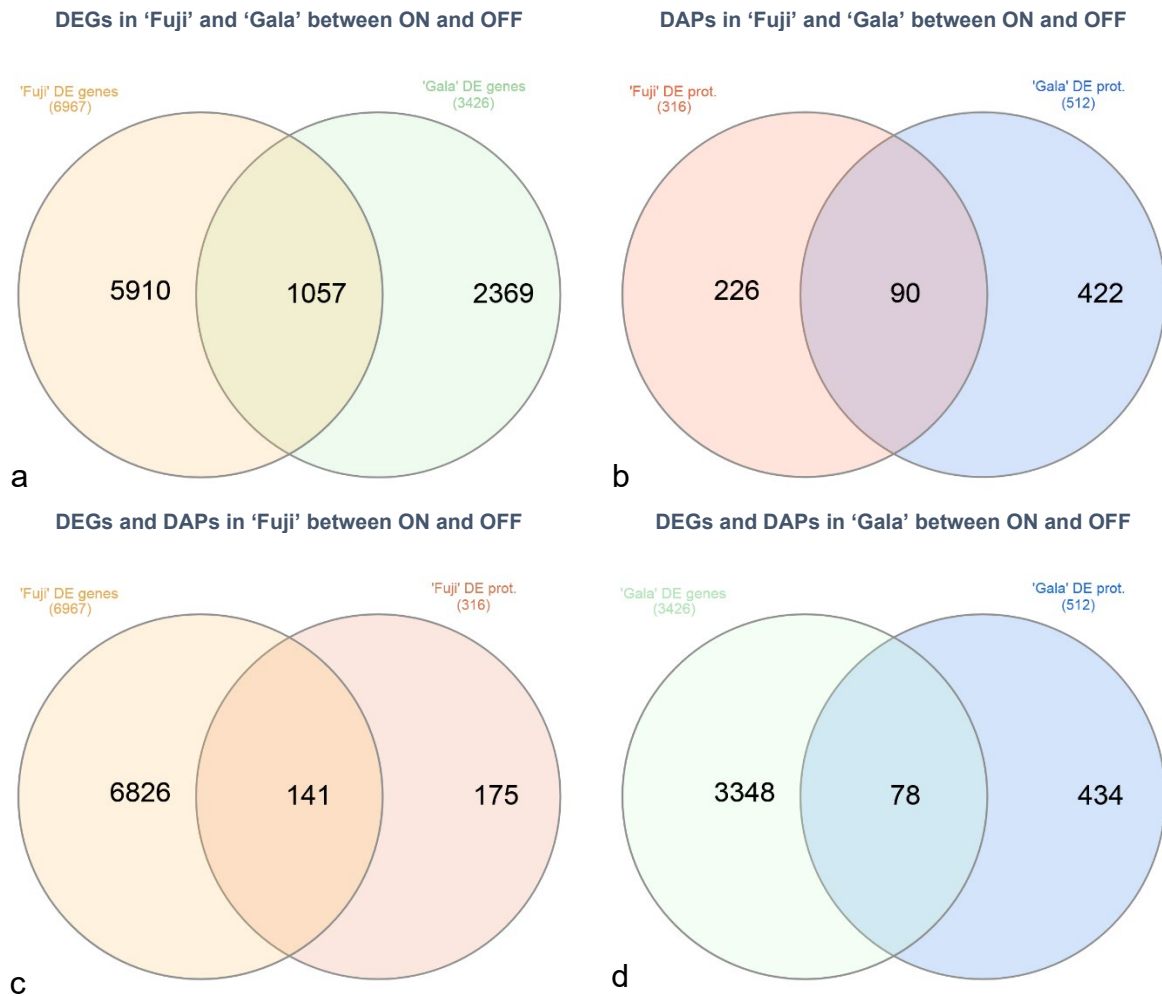 DEGs in ‘Fuji’ and ‘Gala’ between ON and OFF
'Fuji' DE genes
(6967)
'Gala' DE genes
(3426)
5910
1057
2369
a
DAPs in ‘Fuji’ and ‘Gala’ between ON and OFF
'Fuji' DE prot.
(316)
'Gala' DE prot.
(512)
226
90
422
b
DEGs and DAPs in ‘Fuji’ between ON and OFF
'Fuji' DE genes
(6967)
'Fuji' DE prot.
(316)
6826
141
175
c
DEGs and DAPs in ‘Gala’ between ON and OFF
'Gala' DE genes
(3426)
'Gala' DE prot.
(512)
3348
78
434
d